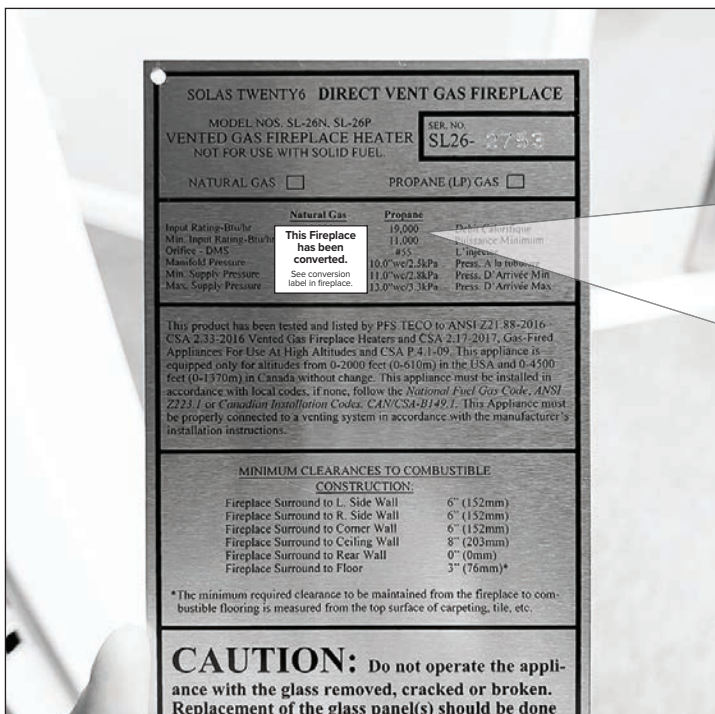 SOLAS TWENTY6 DIRECT VENT GAS FIREPLACE
MODEL NOS. SL-26N, SL-26P
VENTED GAS FIREPLACE HEATER
NOT FOR USE WITH SOLID FUEL.
SER. NO.
SL26- 2753
NATURAL GAS
PROPANE (LP) GAS
Natural Gas Propane
Input Rating-Btu/hr 19,000 Debit Calorifique
Min. Input Rating-Btu/hr 11,000 Puissance Minimum
Orifice - DMS #55 L'injecteur
Manifold Pressure 10.0"wc/2.5kPa Press. A la tubulure
Min. Supply Pressure 11.0"wc/2.8kPa Press. D'Arrivée Min
Max. Supply Pressure 13.0"wc/3.3kPa Press. D'Arrivée Max
This Fireplace
has been
converted.
See conversion
label in fireplace.
This product has been tested and listed by PFS TECO to ANSI Z21.88-2016
CSA 2.33-2016 Vented Gas Fireplace Heaters and CSA 2.17-2017, Gas-Fired
Appliances For Use At High Altitudes and CSA P.4.1-09. This appliance is
equipped only for altitudes from 0-2000 feet (0-610m) in the USA and 0-4500
feet (0-1370m) in Canada without change. This appliance must be installed in
accordance with local codes, if none, follow the National Fuel Gas Code, ANSI
Z223.1 or Canadian Installation Codes, CAN/CSA-B149.1. This Appliance must
be properly connected to a venting system in accordance with the manufacturer's
installation instructions.
MINIMUM CLEARANCES TO COMBUSTIBLE
CONSTRUCTION:
Fireplace Surround to L. Side Wall 6" (152mm)
Fireplace Surround to R. Side Wall 6" (152mm)
Fireplace Surround to Corner Wall 6" (152mm)
Fireplace Surround to Ceiling Wall 8" (203mm)
Fireplace Surround to Rear Wall 0" (0mm)
Fireplace Surround to Floor 3" (76mm)*
*The minimum required clearance to be maintained from the fireplace to com-
bustible flooring is measured from the top surface of carpeting, tile, etc.
CAUTION: Do not operate the appli-
ance with the glass removed, cracked or broken.
Replacement of the glass panel(s) should be done